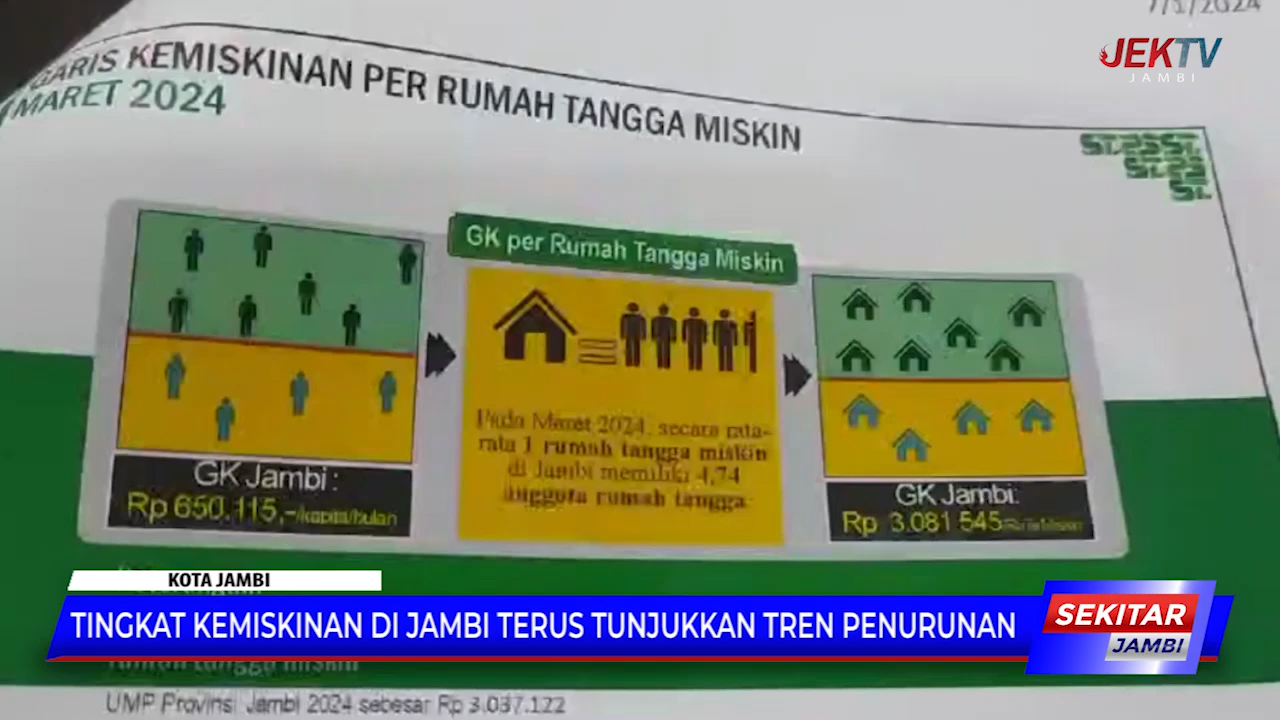 7/1/2024
JEKTV
JAMBI
GARIS KEMISKINAN PER RUMAH TANGGA MISKIN
MARET 2024
GK per Rumah Tangga Miskin
Pada Maret 2024, secara rata-
rata 1 rumah tangga miskin
di Jambi memiliki 4,74
anggota rumah tangga
GK Jambi :
Rp 650.115,-/kapita/bulan
GK Jambi:
Rp 3.081.545
KOTA JAMBI
TINGKAT KEMISKINAN DI JAMBI TERUS TUNJUKKAN TREN PENURUNAN
SEKITAR
JAMBI
rumah tangga miskin
UMP Provinsi Jambi 2024 sebesar Rp 3.037.122